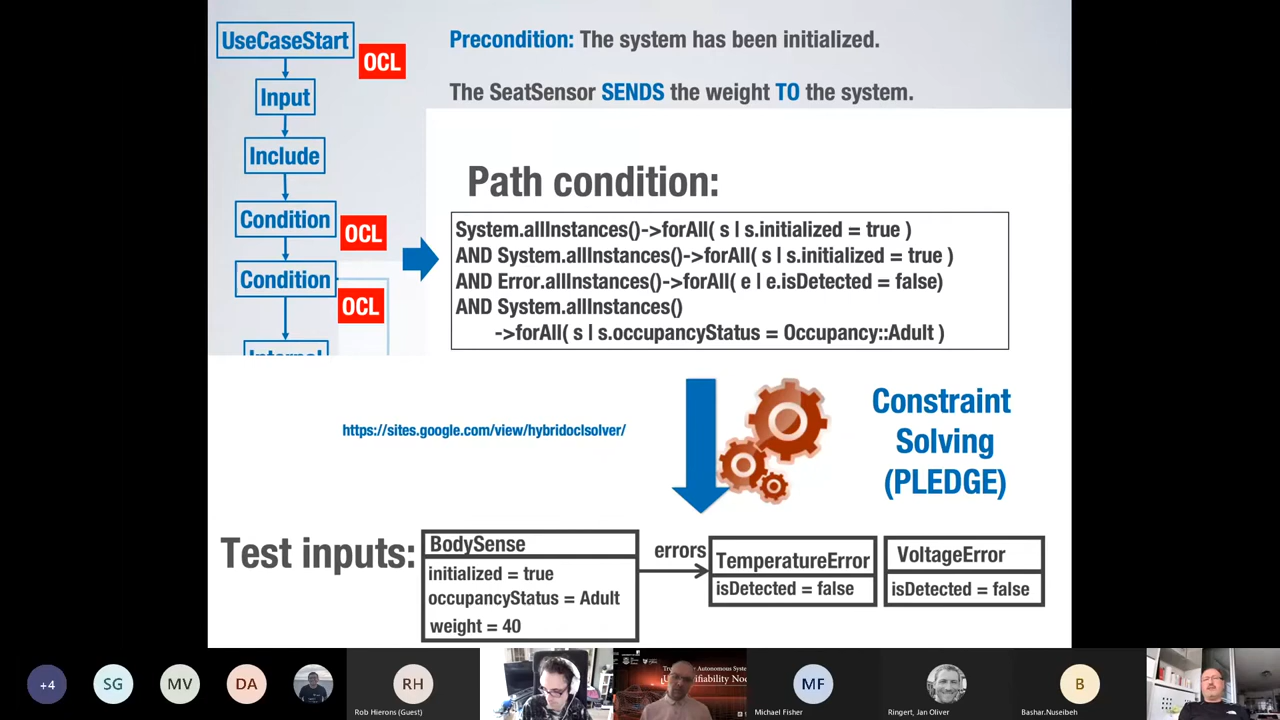 UseCaseStart
OCL
Input
Include
Condition
OCL
Condition
OCL
Internal
Precondition: The system has been initialized.
The SeatSensor SENDS the weight TO the system.
Path condition:
System.allInstances()->forAll( s | s.initialized = true )
AND System.allInstances()->forAll( s | s.initialized = true )
AND Error.allInstances()->forAll( e | e.isDetected = false)
AND System.allInstances()
->forAll( s | s.occupancyStatus = Occupancy::Adult )
https://sites.google.com/view/hybridoclsolver/
Constraint
Solving
(PLEDGE)
Test inputs:
BodySense
initialized = true
occupancyStatus = Adult
weight = 40
errors
TemperatureError
isDetected = false
VoltageError
isDetected = false
+4
SG
MV
DA
RH
Rob Hierons (Guest)
MF
Michael Fisher
Ringert, Jan Oliver
B
Bashar.Nuseibeh